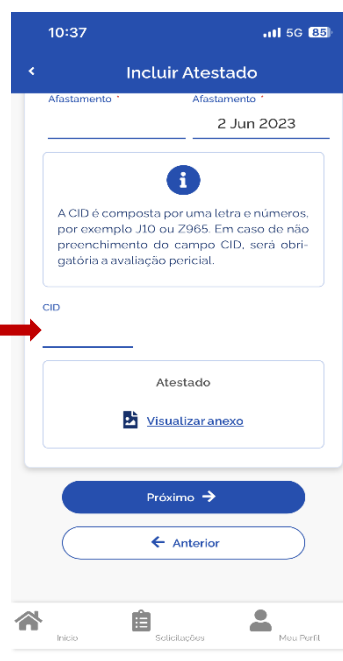 10:37 5G 85
Incluir Atestado
Afastamento * Afastamento *
2 Jun 2023
A CID é composta por uma letra e números,
por exemplo J10 ou Z965. Em caso de não
preenchimento do campo CID, será obri-
gatória a avaliação pericial.
CID
Atestado
Visualizar anexo
Próximo →
← Anterior
Início Solicitações Meu Perfil